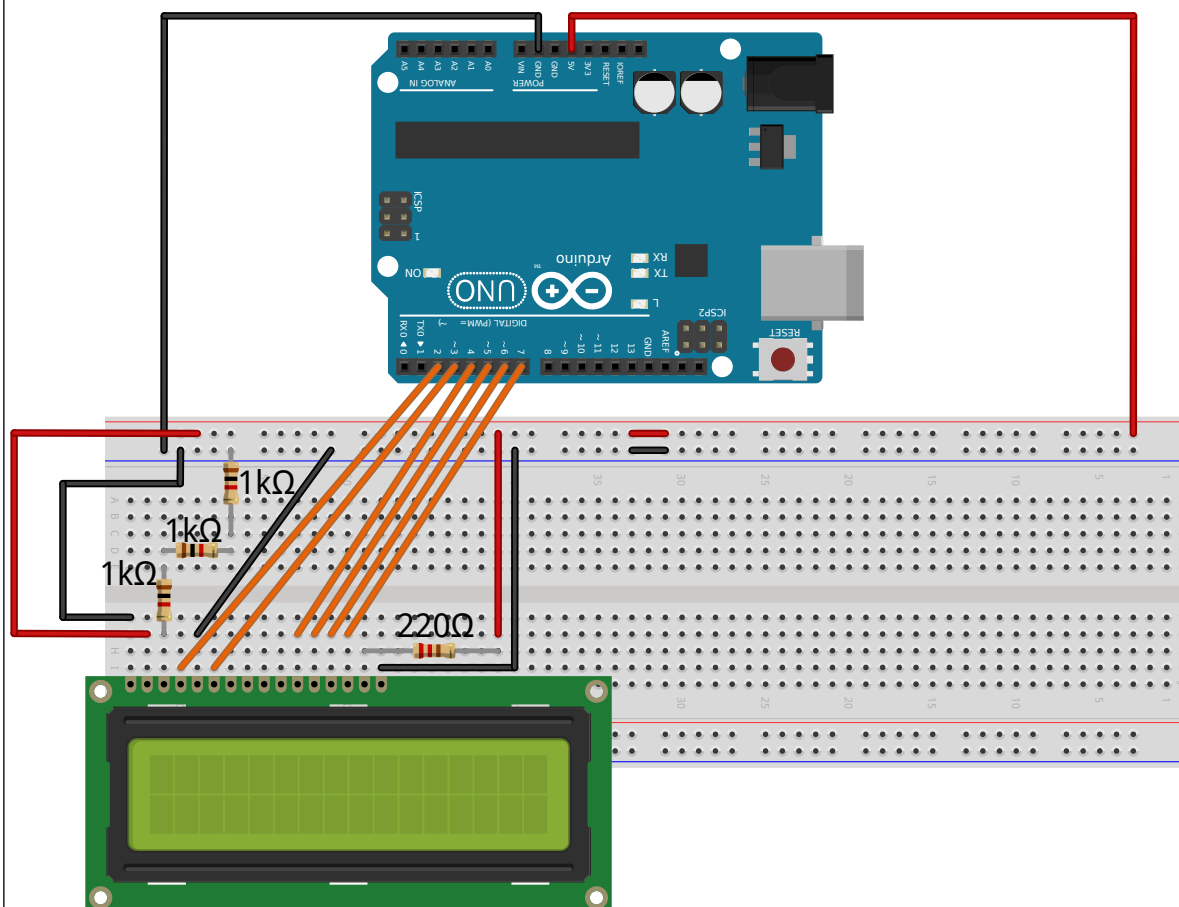 A5 A4 A3 A2 A1 A0
VIN GND GND 5V 3V3 RESET IOREF
ANALOG IN
POWER
ICSP
1
ON
UNO
Arduino
™
RX
TX
L
ICSP2
RESET
DIGITAL (PWM= ~)
RX0 0 TX0 1 2 ~3 4 ~5 ~6 7
8 ~9 ~10 ~11 12 13 GND AREF
1kΩ
1kΩ
1kΩ
220Ω
35 25 20 15 10 5 1
A
B
C
D
H
I
30 25 20 15 10 5 1